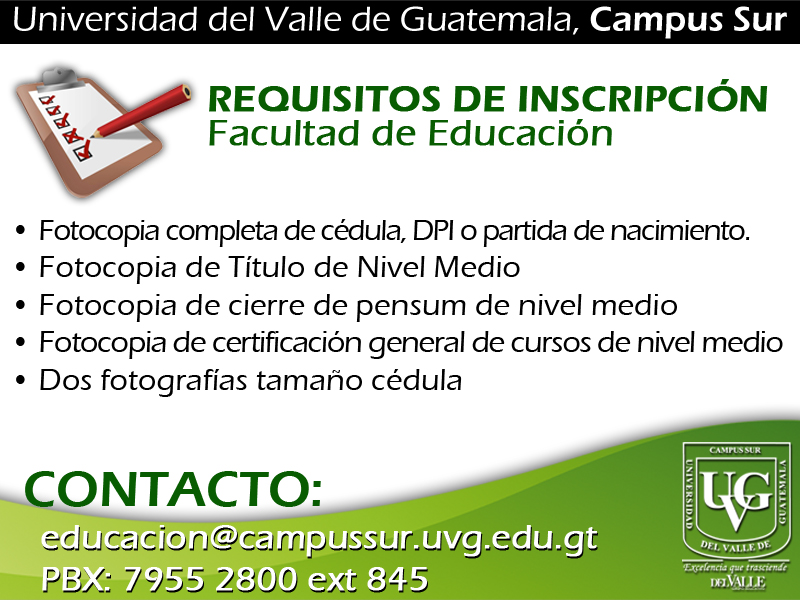 Universidad del Valle de Guatemala, Campus Sur
REQUISITOS DE INSCRIPCIÓN
Facultad de Educación
• Fotocopia completa de cédula, DPI o partida de nacimiento.
• Fotocopia de Título de Nivel Medio
• Fotocopia de cierre de pensum de nivel medio
• Fotocopia de certificación general de cursos de nivel medio
• Dos fotografías tamaño cédula
CONTACTO:
educacion@campussur.uvg.edu.gt
PBX: 7955 2800 ext 845
CAMPUS SUR
UNIVERSIDAD
UVG
GUATEMALA
DEL VALLE DE
Excelencia que trasciende
DELVALLE